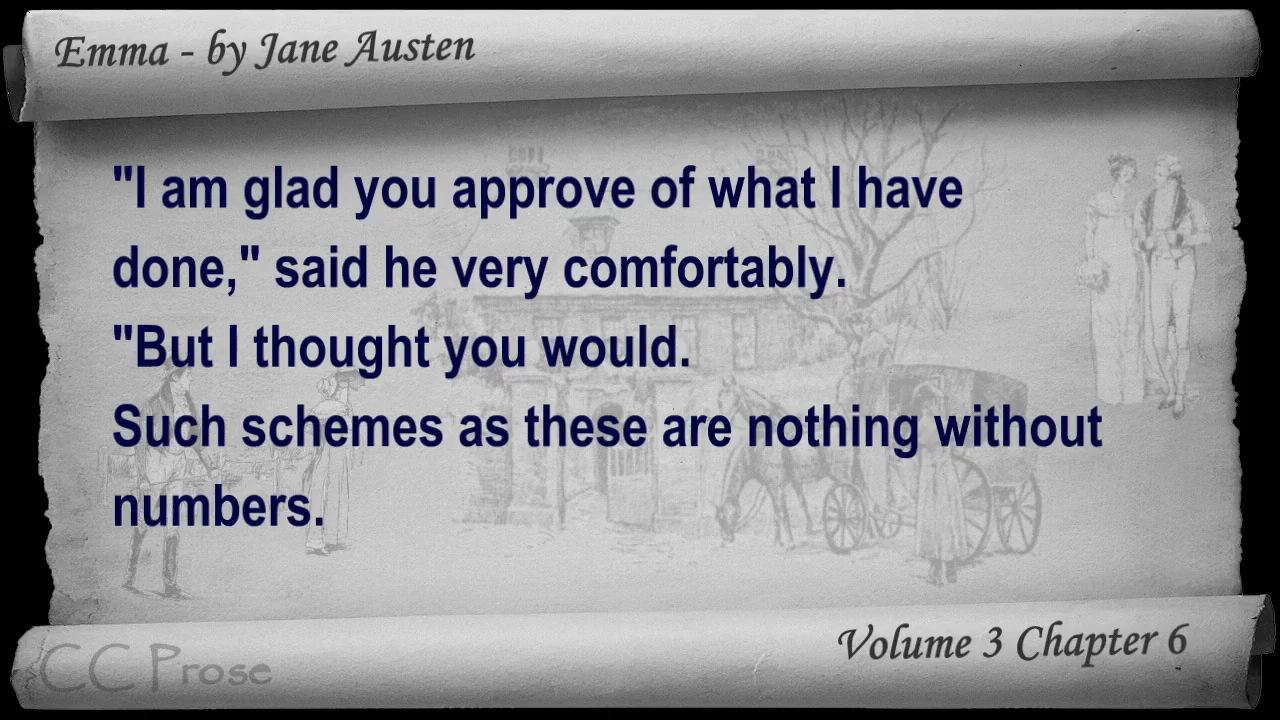 Emma - by Jane Austen
"I am glad you approve of what I have
done," said he very comfortably.
"But I thought you would.
Such schemes as these are nothing without
numbers.
Volume 3 Chapter 6
CC Prose